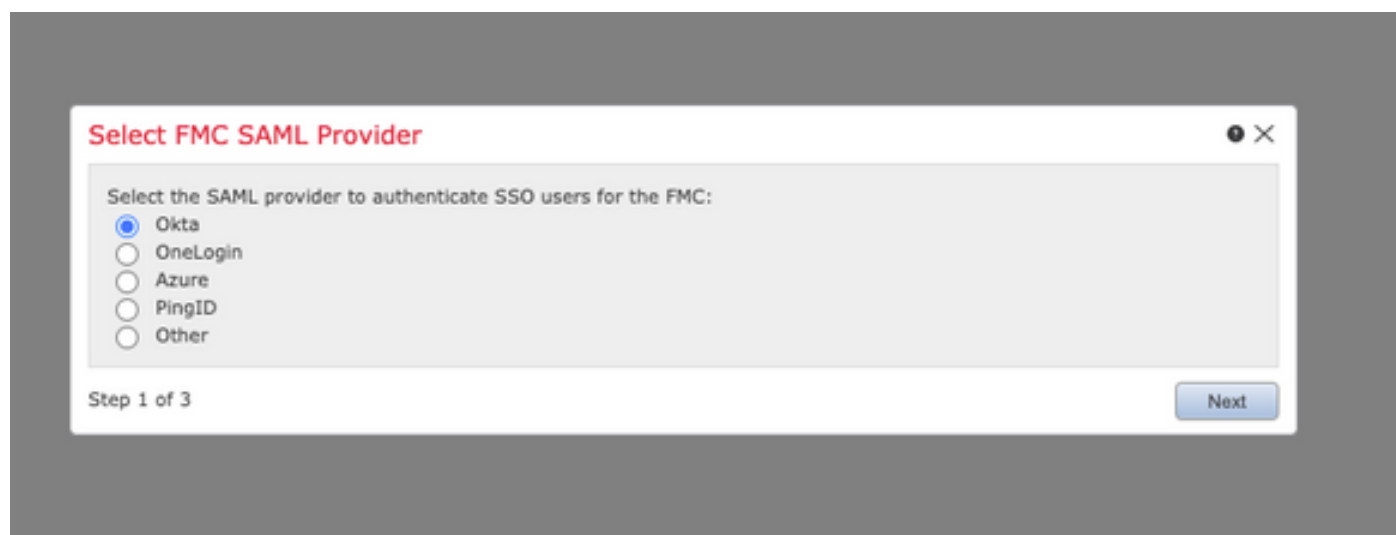 Select FMC SAML Provider
Select the SAML provider to authenticate SSO users for the FMC:
Okta
OneLogin
Azure
PingID
Other
Step 1 of 3
Next